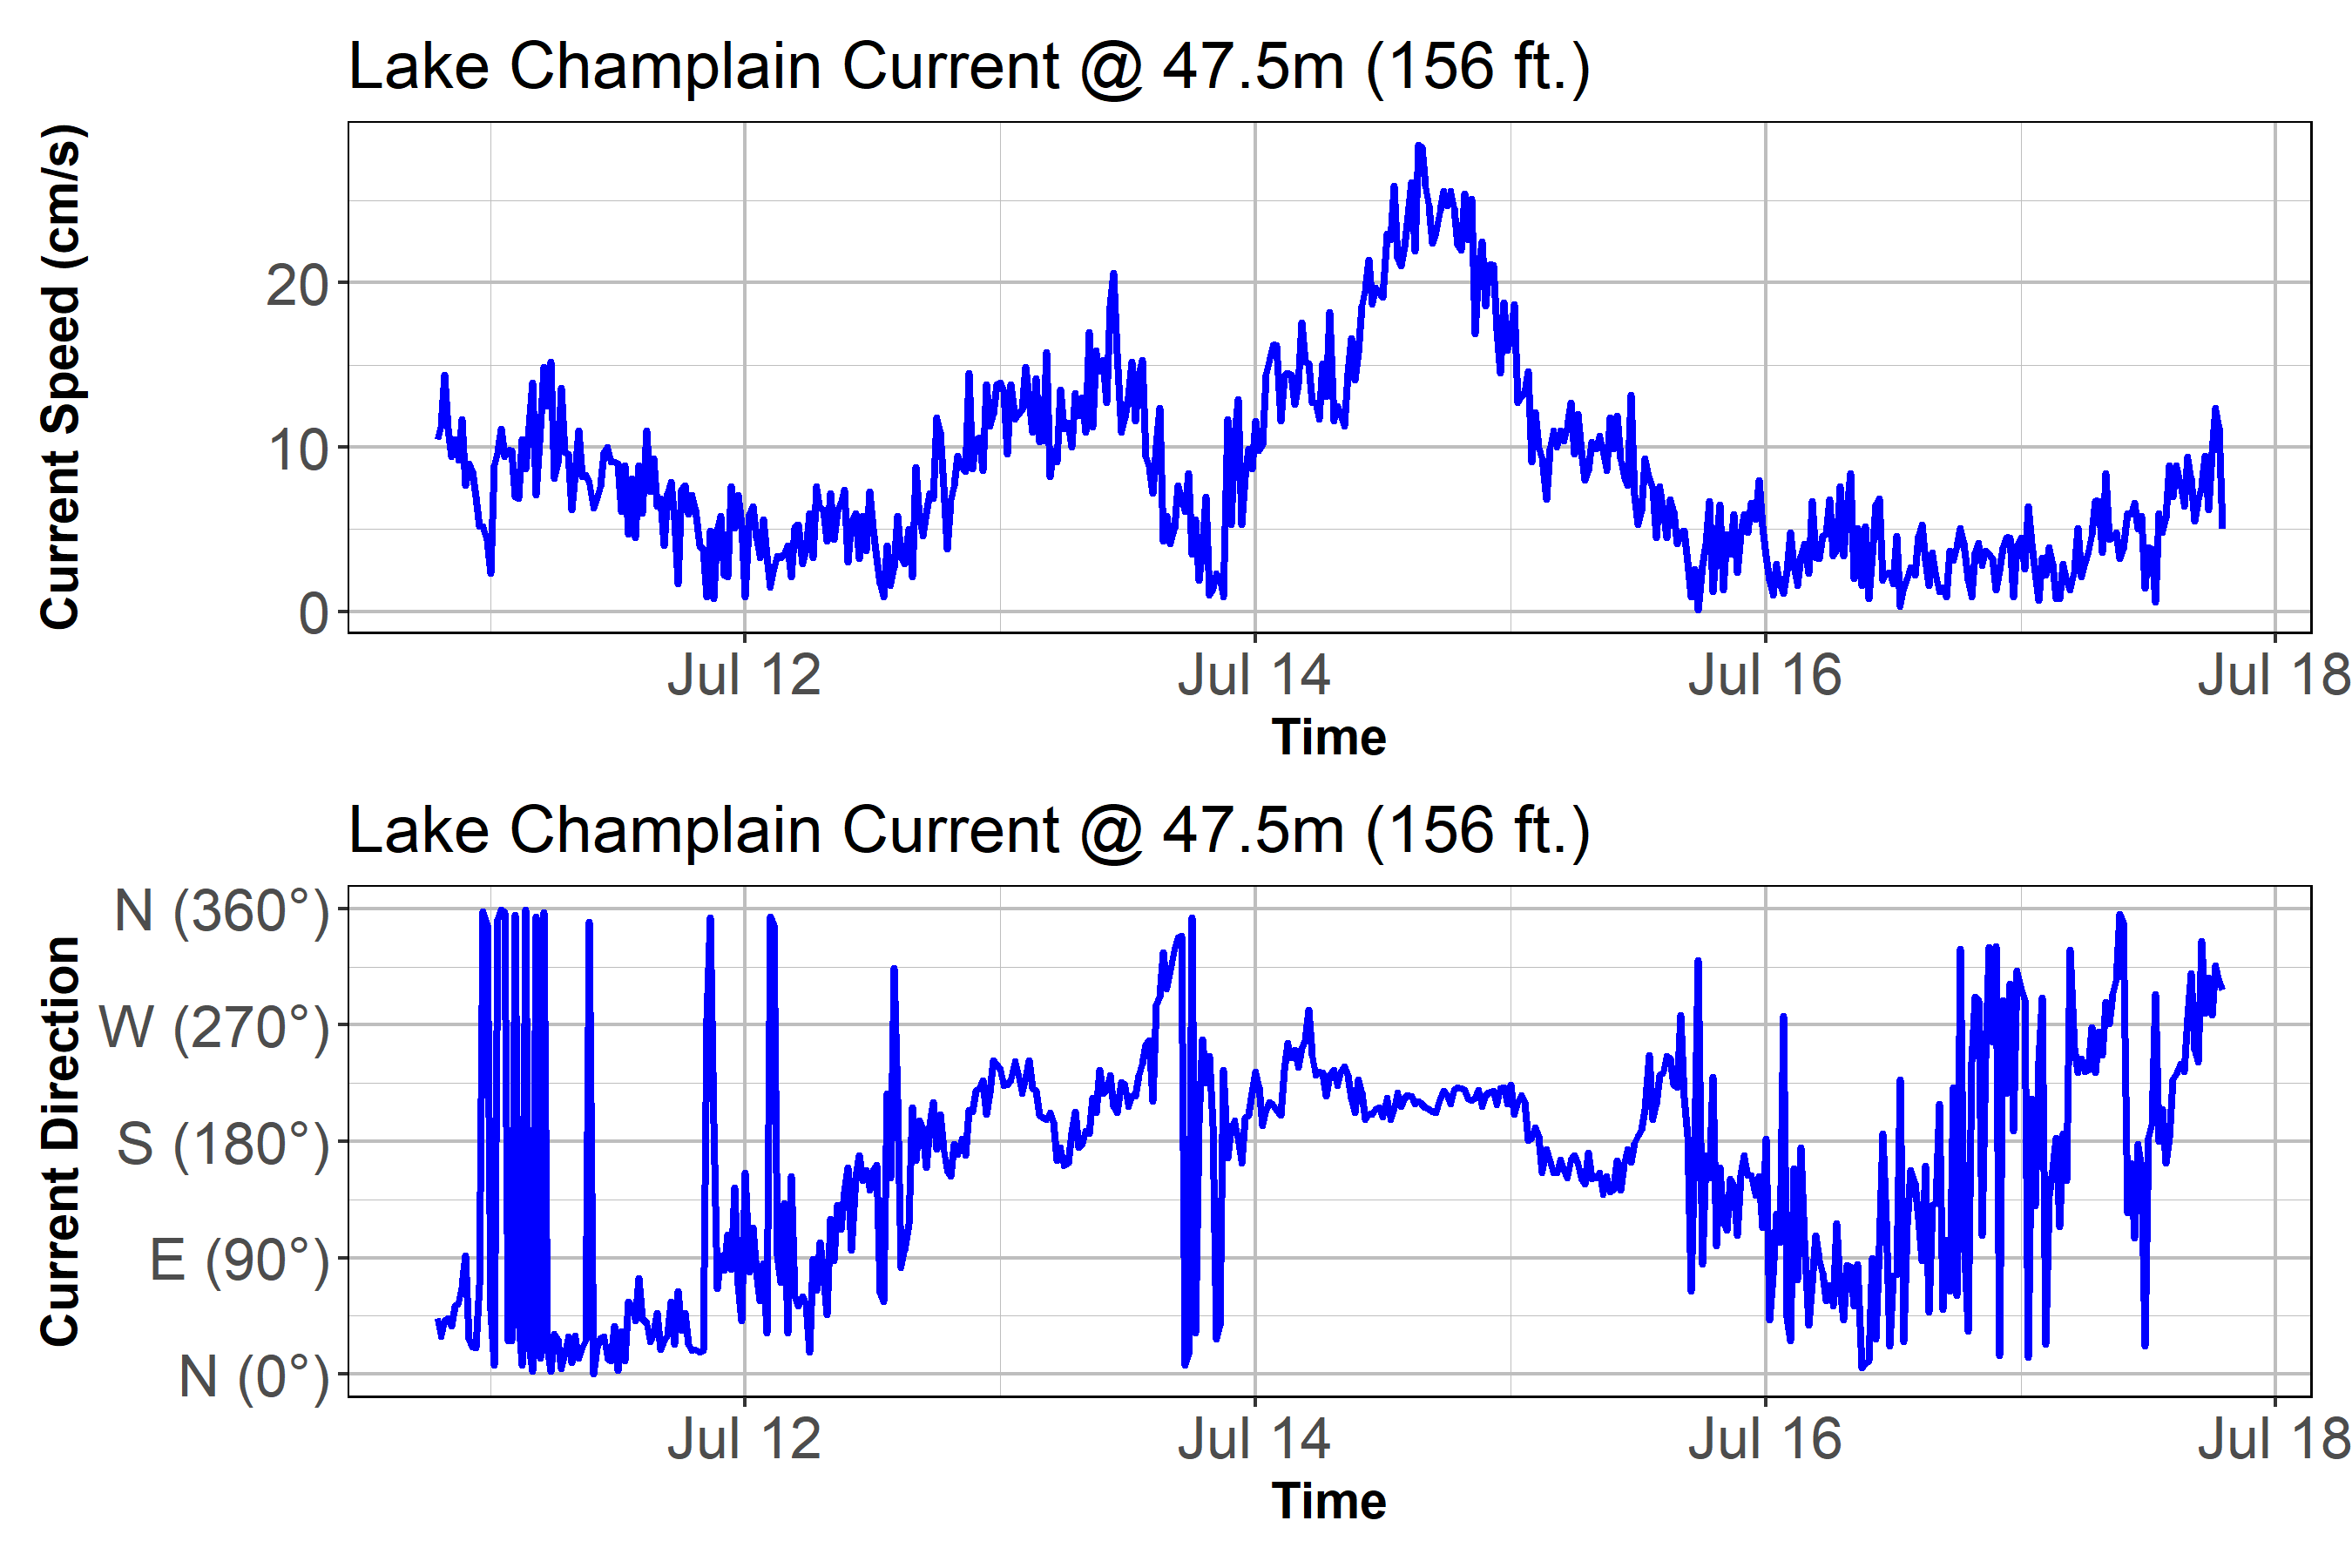 Lake Champlain Current @ 47.5m (156 ft.)
Current Speed (cm/s)
20
10
0
Jul 12 Jul 14 Jul 16 Jul 18
Time
Lake Champlain Current @ 47.5m (156 ft.)
Current Direction
N (360°)
W (270°)
S (180°)
E (90°)
N (0°)
Jul 12 Jul 14 Jul 16 Jul 18
Time